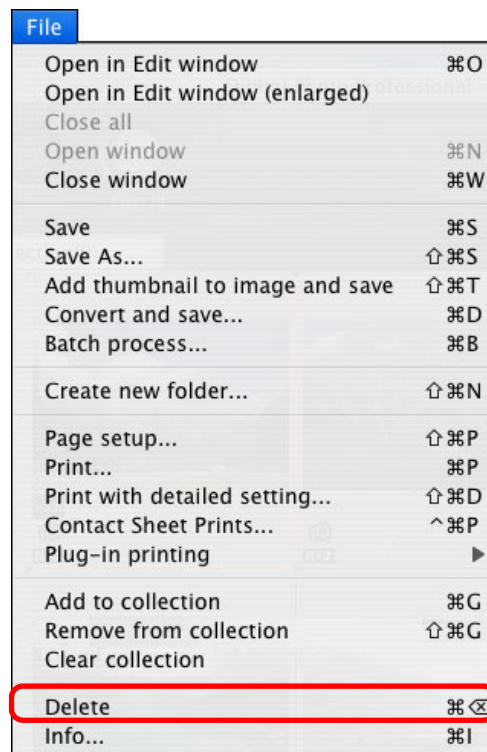 File
Open in Edit window ⌘O
Open in Edit window (enlarged)
Close all
Open window ⌘N
Close window ⌘W
Save ⌘S
Save As... ⇧⌘S
Add thumbnail to image and save ⇧⌘T
Convert and save... ⌘D
Batch process... ⌘B
Create new folder... ⇧⌘N
Page setup... ⇧⌘P
Print... ⌘P
Print with detailed setting... ⇧⌘D
Contact Sheet Prints... ^⌘P
Plug-in printing ▶
Add to collection ⌘G
Remove from collection ⇧⌘G
Clear collection
Delete ⌘⌫
Info... ⌘I